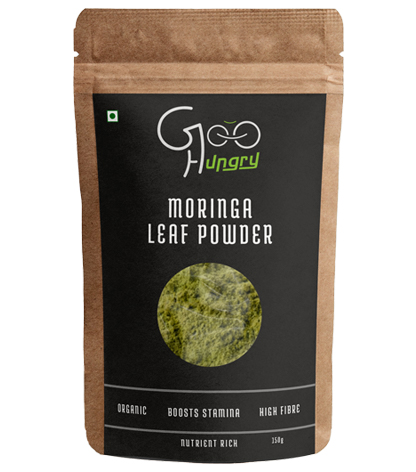 Goo
Hungry
MORINGA
LEAF POWDER
ORGANIC BOOSTS STAMINA HIGH FIBRE
NUTRIENT RICH 150g